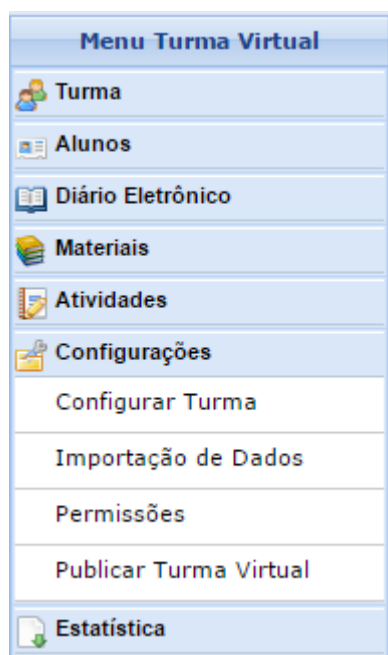 Menu Turma Virtual
Turma
Alunos
Diário Eletrônico
Materiais
Atividades
Configurações
Configurar Turma
Importação de Dados
Permissões
Publicar Turma Virtual
Estatística